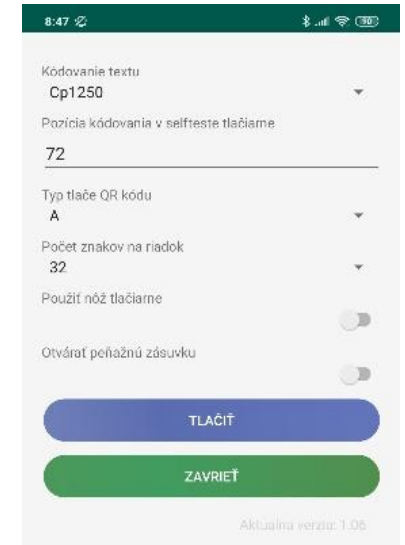 8:47
90
Kódovanie textu
Cp1250
Pozícia kódovania v selfteste tlačiarne
72
Typ tlače QR kódu
A
Počet znakov na riadok
32
Použiť nôž tlačiarne
Otvárať peňažnú zásuvku
TLAČIŤ
ZAVRIEŤ
Aktuálna verzia: 1.06